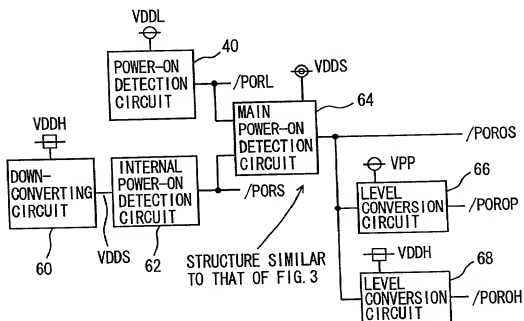 VDDL
40
POWER-ON
DETECTION
CIRCUIT
/PORL
VDDS
64
MAIN
POWER-ON
DETECTION
CIRCUIT
/POROS
VDDH
DOWN-
CONVERTING
CIRCUIT
60
VDDS
INTERNAL
POWER-ON
DETECTION
CIRCUIT
62
/PORS
STRUCTURE SIMILAR
TO THAT OF FIG.3
VPP
66
LEVEL
CONVERSION
CIRCUIT
/POROP
VDDH
68
LEVEL
CONVERSION
CIRCUIT
/POROH